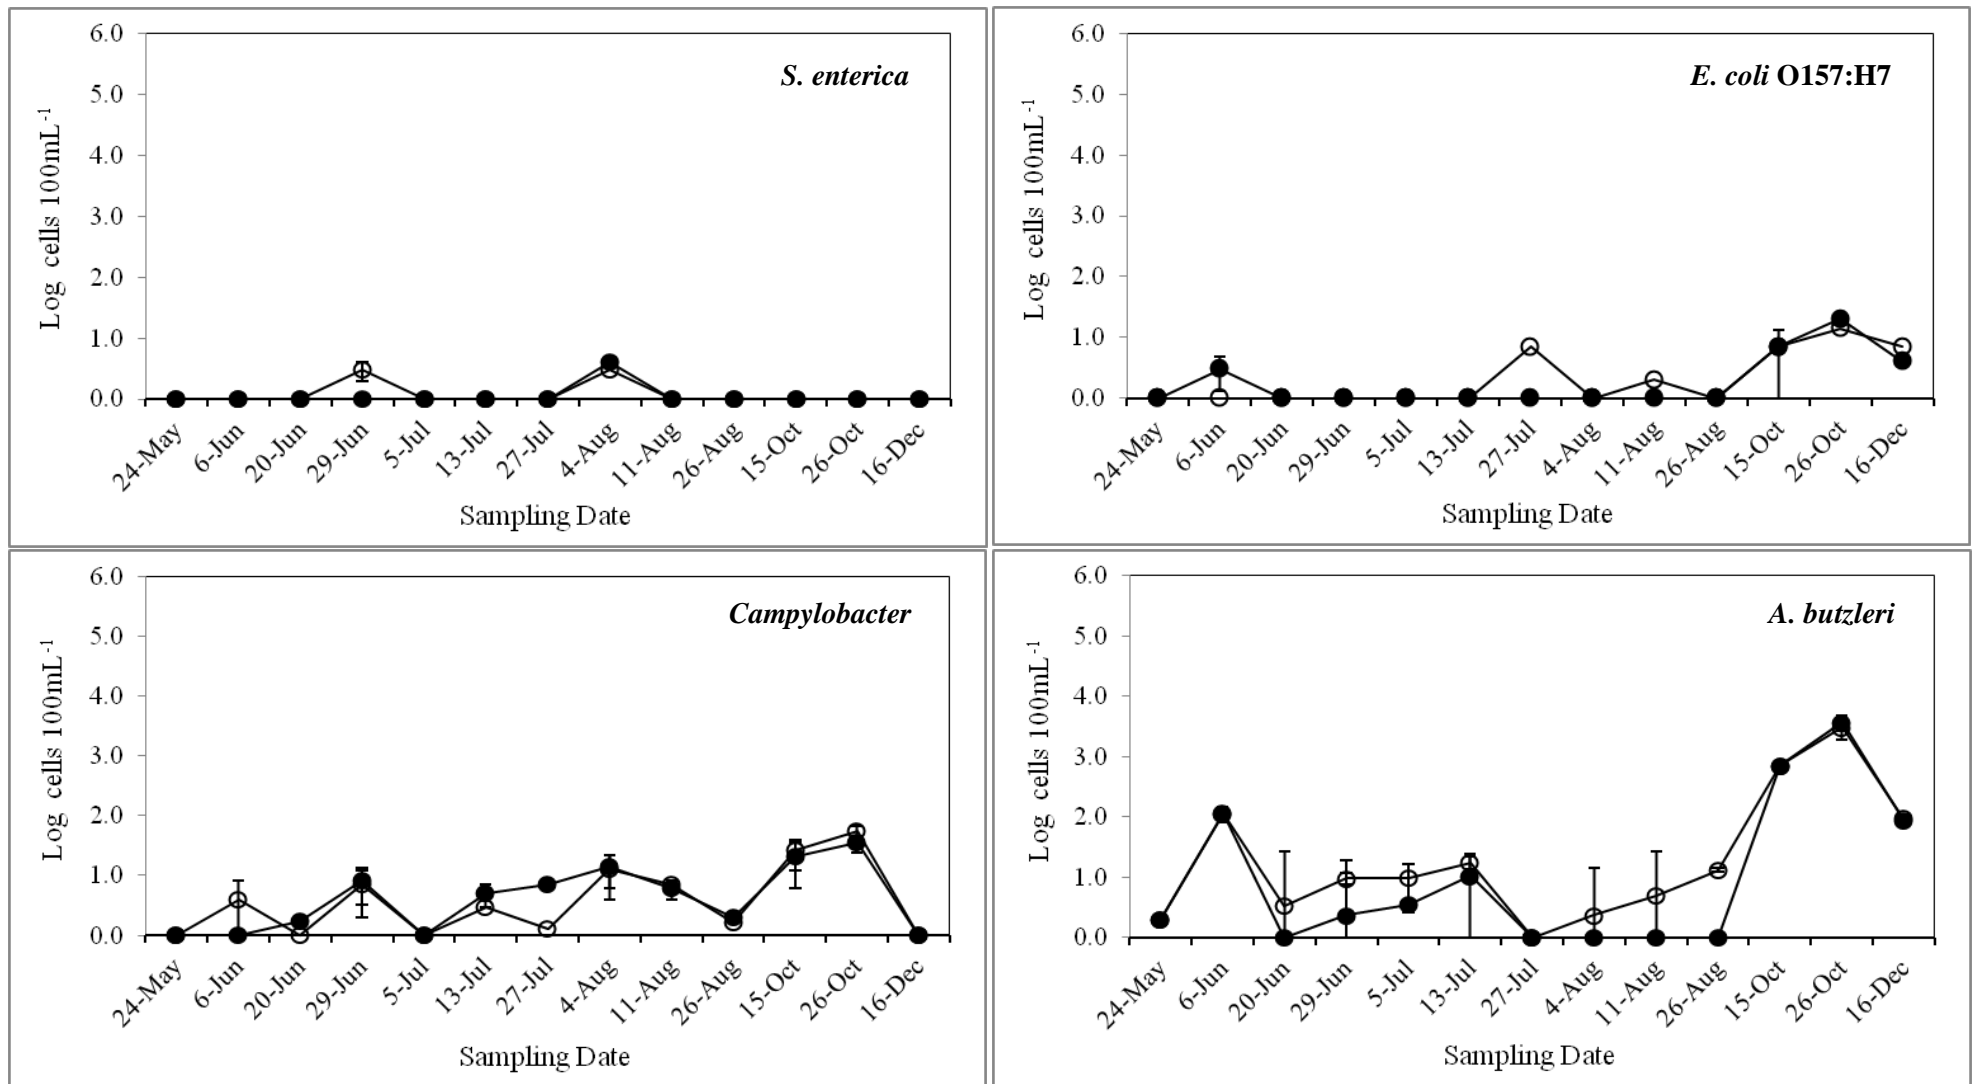 S. enterica
6.0
5.0
4.0
3.0
2.0
1.0
0.0
Log cells 100mL-1
24-May 6-Jun 20-Jun 29-Jun 5-Jul 13-Jul 27-Jul 4-Aug 11-Aug 26-Aug 15-Oct 26-Oct 16-Dec
Sampling Date
E. coli O157:H7
6.0
5.0
4.0
3.0
2.0
1.0
0.0
Log cells 100mL-1
24-May 6-Jun 20-Jun 29-Jun 5-Jul 13-Jul 27-Jul 4-Aug 11-Aug 26-Aug 15-Oct 26-Oct 16-Dec
Sampling Date
Campylobacter
6.0
5.0
4.0
3.0
2.0
1.0
0.0
Log cells 100mL-1
24-May 6-Jun 20-Jun 29-Jun 5-Jul 13-Jul 27-Jul 4-Aug 11-Aug 26-Aug 15-Oct 26-Oct 16-Dec
Sampling Date
A. butzleri
6.0
5.0
4.0
3.0
2.0
1.0
0.0
Log cells 100mL-1
24-May 6-Jun 20-Jun 29-Jun 5-Jul 13-Jul 27-Jul 4-Aug 11-Aug 26-Aug 15-Oct 26-Oct 16-Dec
Sampling Date